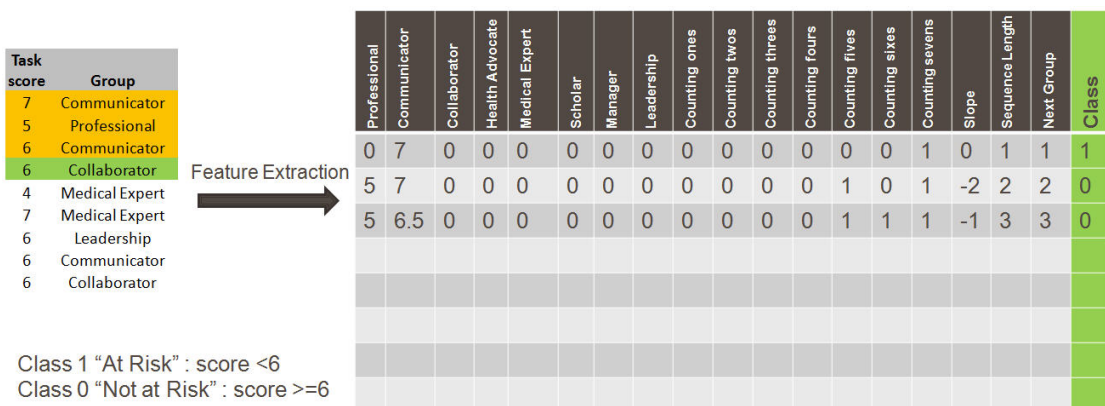 Task score Group
7 Communicator
5 Professional
6 Communicator
6 Collaborator
4 Medical Expert
7 Medical Expert
6 Leadership
6 Communicator
6 Collaborator
Feature Extraction
Professional Communicator Collaborator Health Advocate Medical Expert Scholar Manager Leadership Counting ones Counting twos Counting threes Counting fours Counting fives Counting sixes Counting sevens Slope Sequence Length Next Group Class
0 7 0 0 0 0 0 0 0 0 0 0 0 0 1 0 1 1 1
5 7 0 0 0 0 0 0 0 0 0 0 1 0 1 -2 2 2 0
5 6.5 0 0 0 0 0 0 0 0 0 0 1 1 1 -1 3 3 0
Class 1 “At Risk” : score <6
Class 0 “Not at Risk” : score >=6